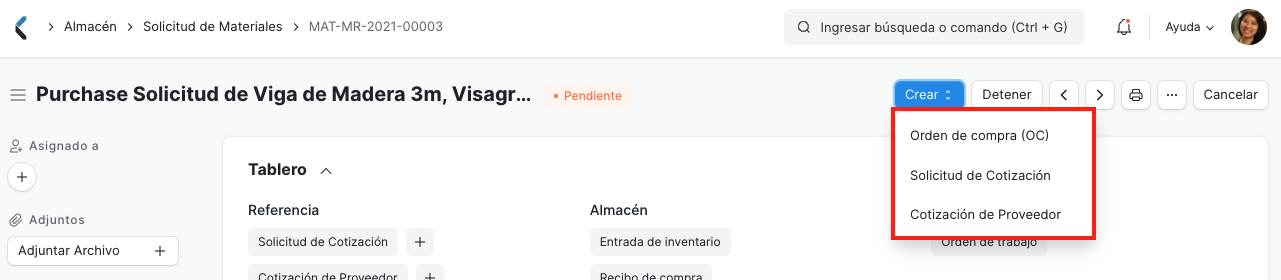 Almacén
Solicitud de Materiales
MAT-MR-2021-00003
Ingresar búsqueda o comando (Ctrl + G)
Ayuda
Purchase Solicitud de Viga de Madera 3m, Visagr...
Pendiente
Crear
Detener
...
Cancelar
Orden de compra (OC)
Solicitud de Cotización
Cotización de Proveedor
Asignado a
+
Adjuntos
Adjuntar Archivo +
Tablero
Referencia
Almacén
Solicitud de Cotización +
Entrada de inventario
Orden de trabajo
Cotización de Proveedor +
Recibo de compra